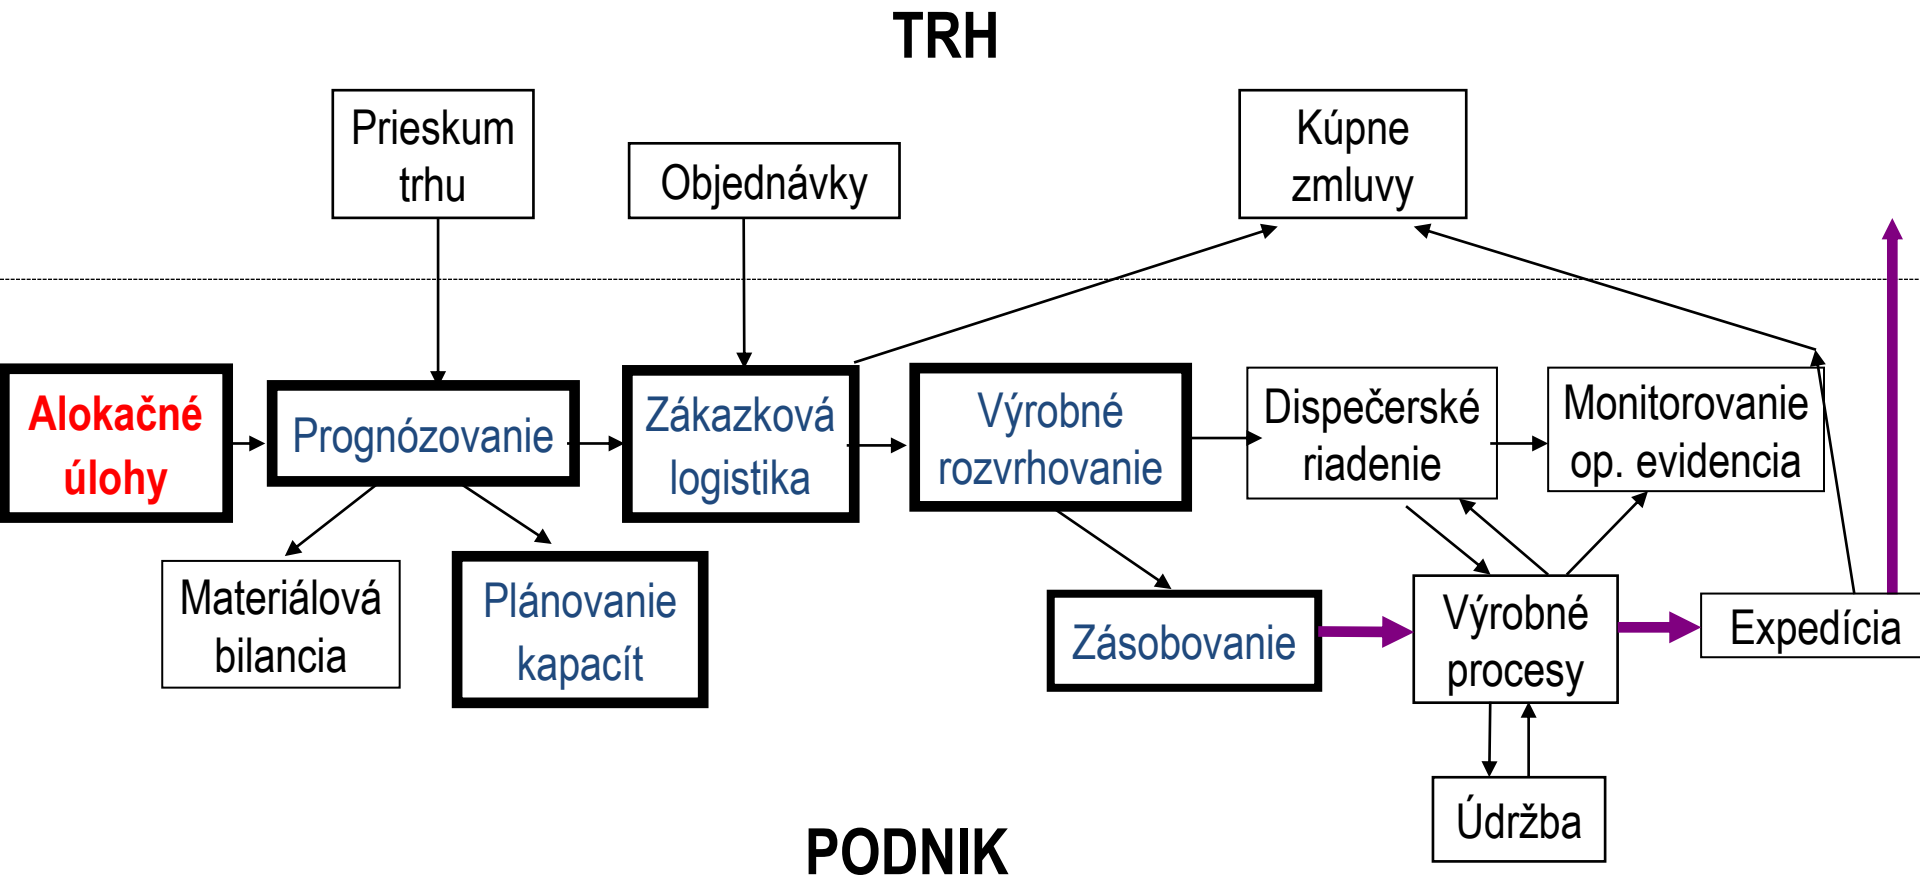 TRH
Prieskum
trhu
Objednávky
Kúpne
zmluvy
Alokačné
úlohy
Prognózovanie
Zákazková
logistika
Výrobné
rozvrhovanie
Dispečerské
riadenie
Monitorovanie
op. evidencia
Materiálová
bilancia
Plánovanie
kapacít
Zásobovanie
Výrobné
procesy
Expedícia
Údržba
PODNIK